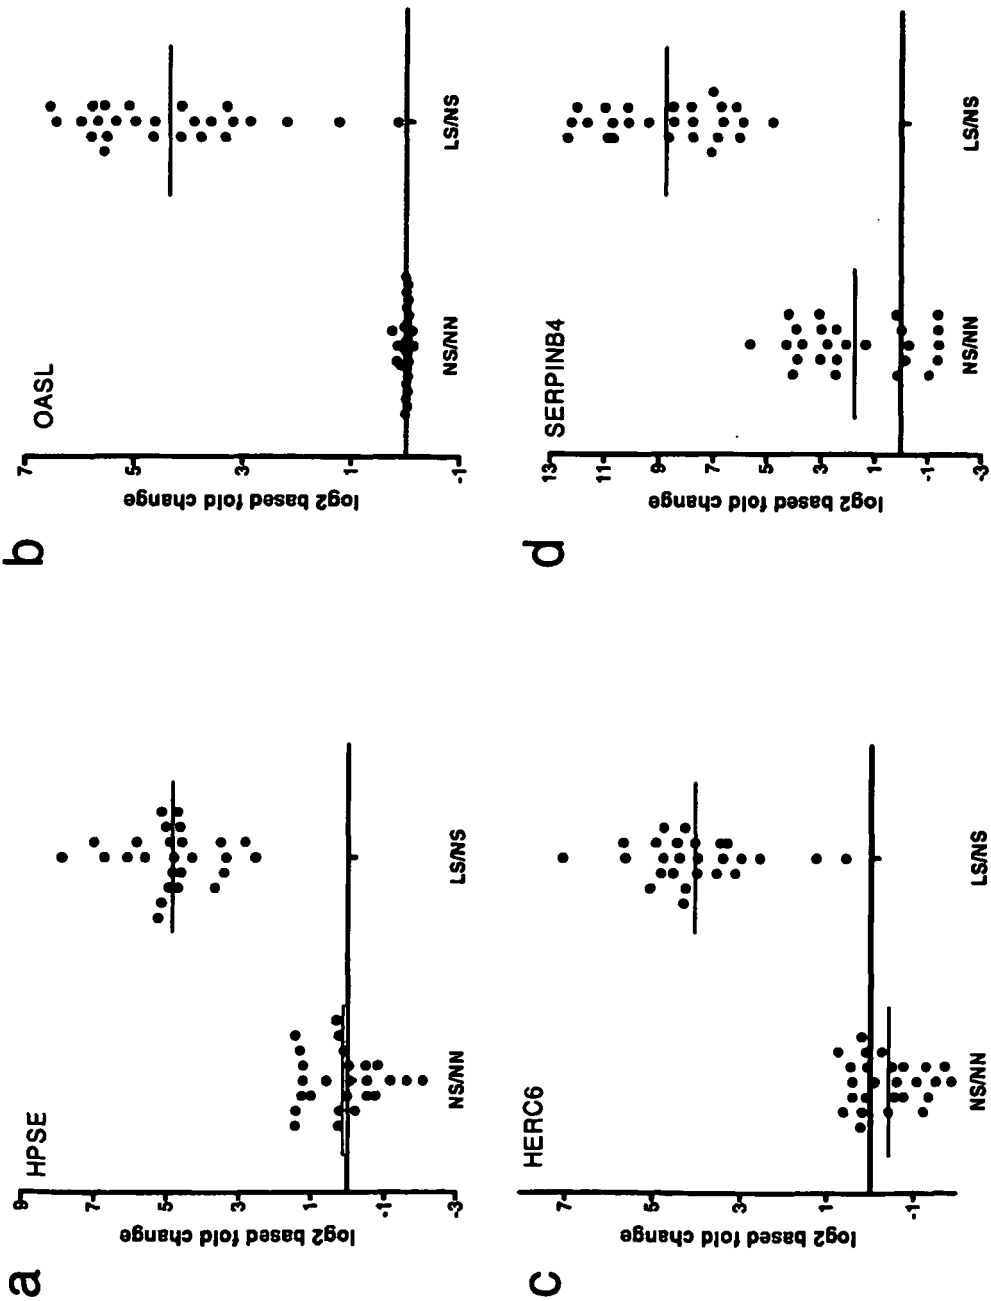 a
HPSE
9
7
5
3
1
-1
-3
log2 based fold change
NS/NN
LS/NS
b
OASL
7
5
3
1
-1
log2 based fold change
NS/NN
LS/NS
c
HERC6
7
5
3
1
-1
log2 based fold change
NS/NN
LS/NS
d
SERPINB4
13
11
9
7
5
3
1
-1
-3
log2 based fold change
NS/NN
LS/NS